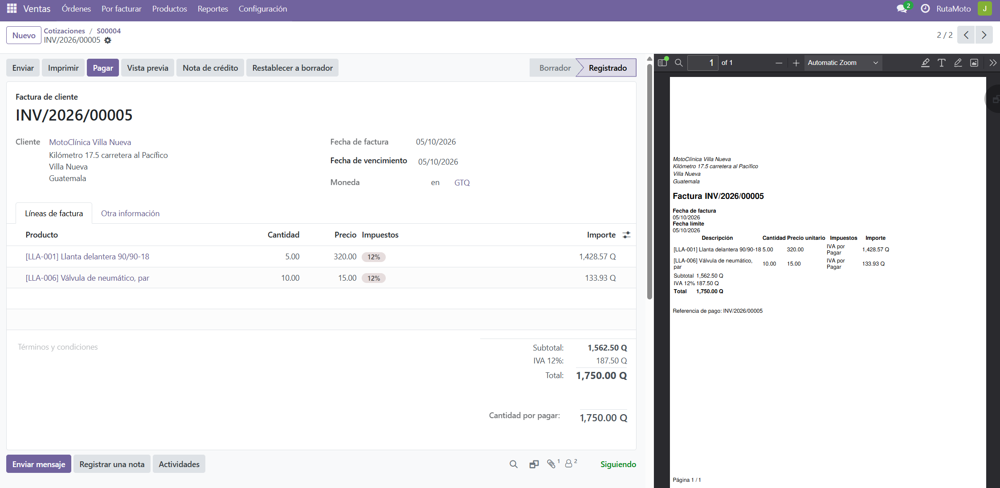 Ventas Órdenes Por facturar Productos Reportes Configuración 2 RutaMoto J
Nuevo
Cotizaciones / S00004
INV/2026/00005
2 / 2
Enviar Imprimir Pagar Vista previa Nota de crédito Restablecer a borrador Borrador Registrado
Factura de cliente
INV/2026/00005
Cliente MotoClínica Villa Nueva
Kilómetro 17.5 carretera al Pacífico
Villa Nueva
Guatemala
Fecha de factura 05/10/2026
Fecha de vencimiento 05/10/2026
Moneda en GTQ
Líneas de factura Otra información
Producto Cantidad Precio Impuestos Importe
[LLA-001] Llanta delantera 90/90-18 5.00 320.00 12% 1,428.57 Q
[LLA-006] Válvula de neumático, par 10.00 15.00 12% 133.93 Q
Términos y condiciones
Subtotal: 1,562.50 Q
IVA 12%: 187.50 Q
Total: 1,750.00 Q
Cantidad por pagar: 1,750.00 Q
Enviar mensaje Registrar una nota Actividades 1 2 Siguiendo
1 of 1 Automatic Zoom
MotoClínica Villa Nueva
Kilómetro 17.5 carretera al Pacífico
Villa Nueva
Guatemala
Factura INV/2026/00005
Fecha de factura
05/10/2026
Fecha límite
05/10/2026
Descripción Cantidad Precio unitario Impuestos Importe
[LLA-001] Llanta delantera 90/90-18 5.00 320.00 IVA por Pagar 1,428.57 Q
[LLA-006] Válvula de neumático, par 10.00 15.00 IVA por Pagar 133.93 Q
Subtotal 1,562.50 Q
IVA 12% 187.50 Q
Total 1,750.00 Q
Referencia de pago: INV/2026/00005
Página 1 / 1